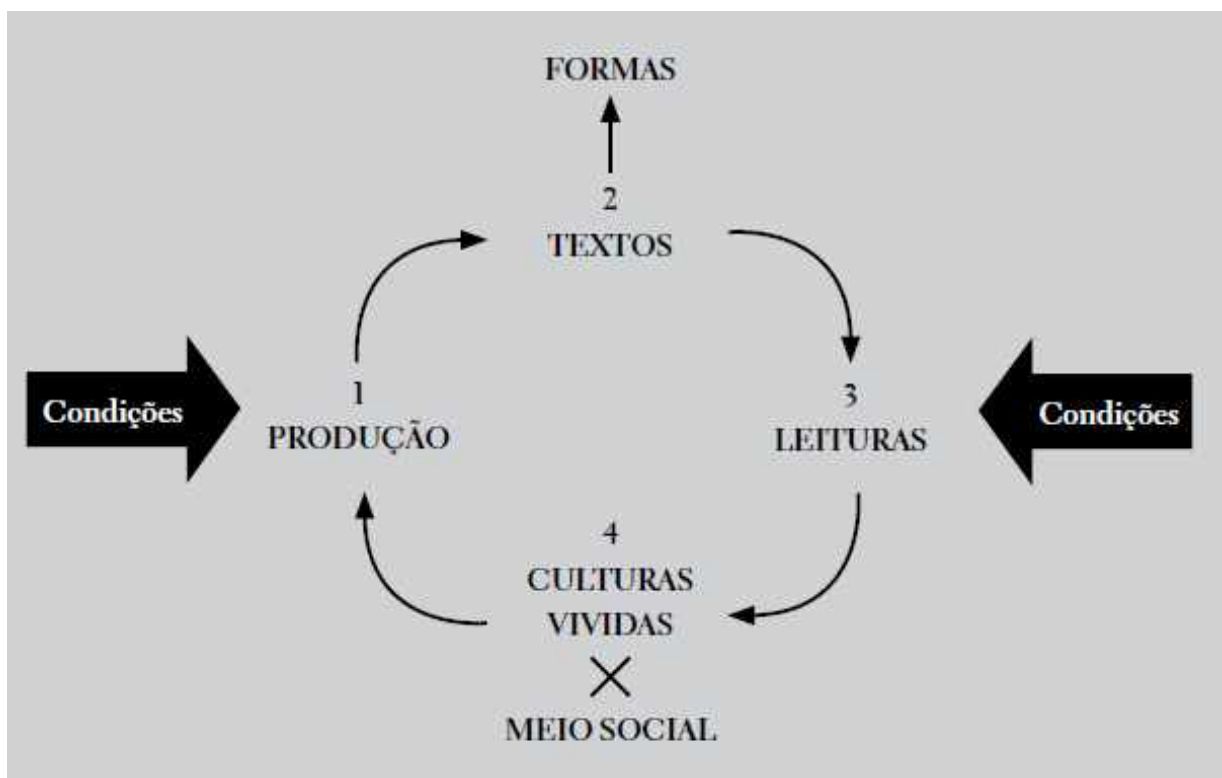 FORMAS
2
TEXTOS
Condições
1
PRODUÇÃO
3
LEITURAS
Condições
4
CULTURAS
VIVIDAS
MEIO SOCIAL